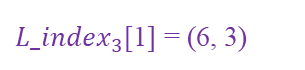 L_index₃[1] = (6, 3)